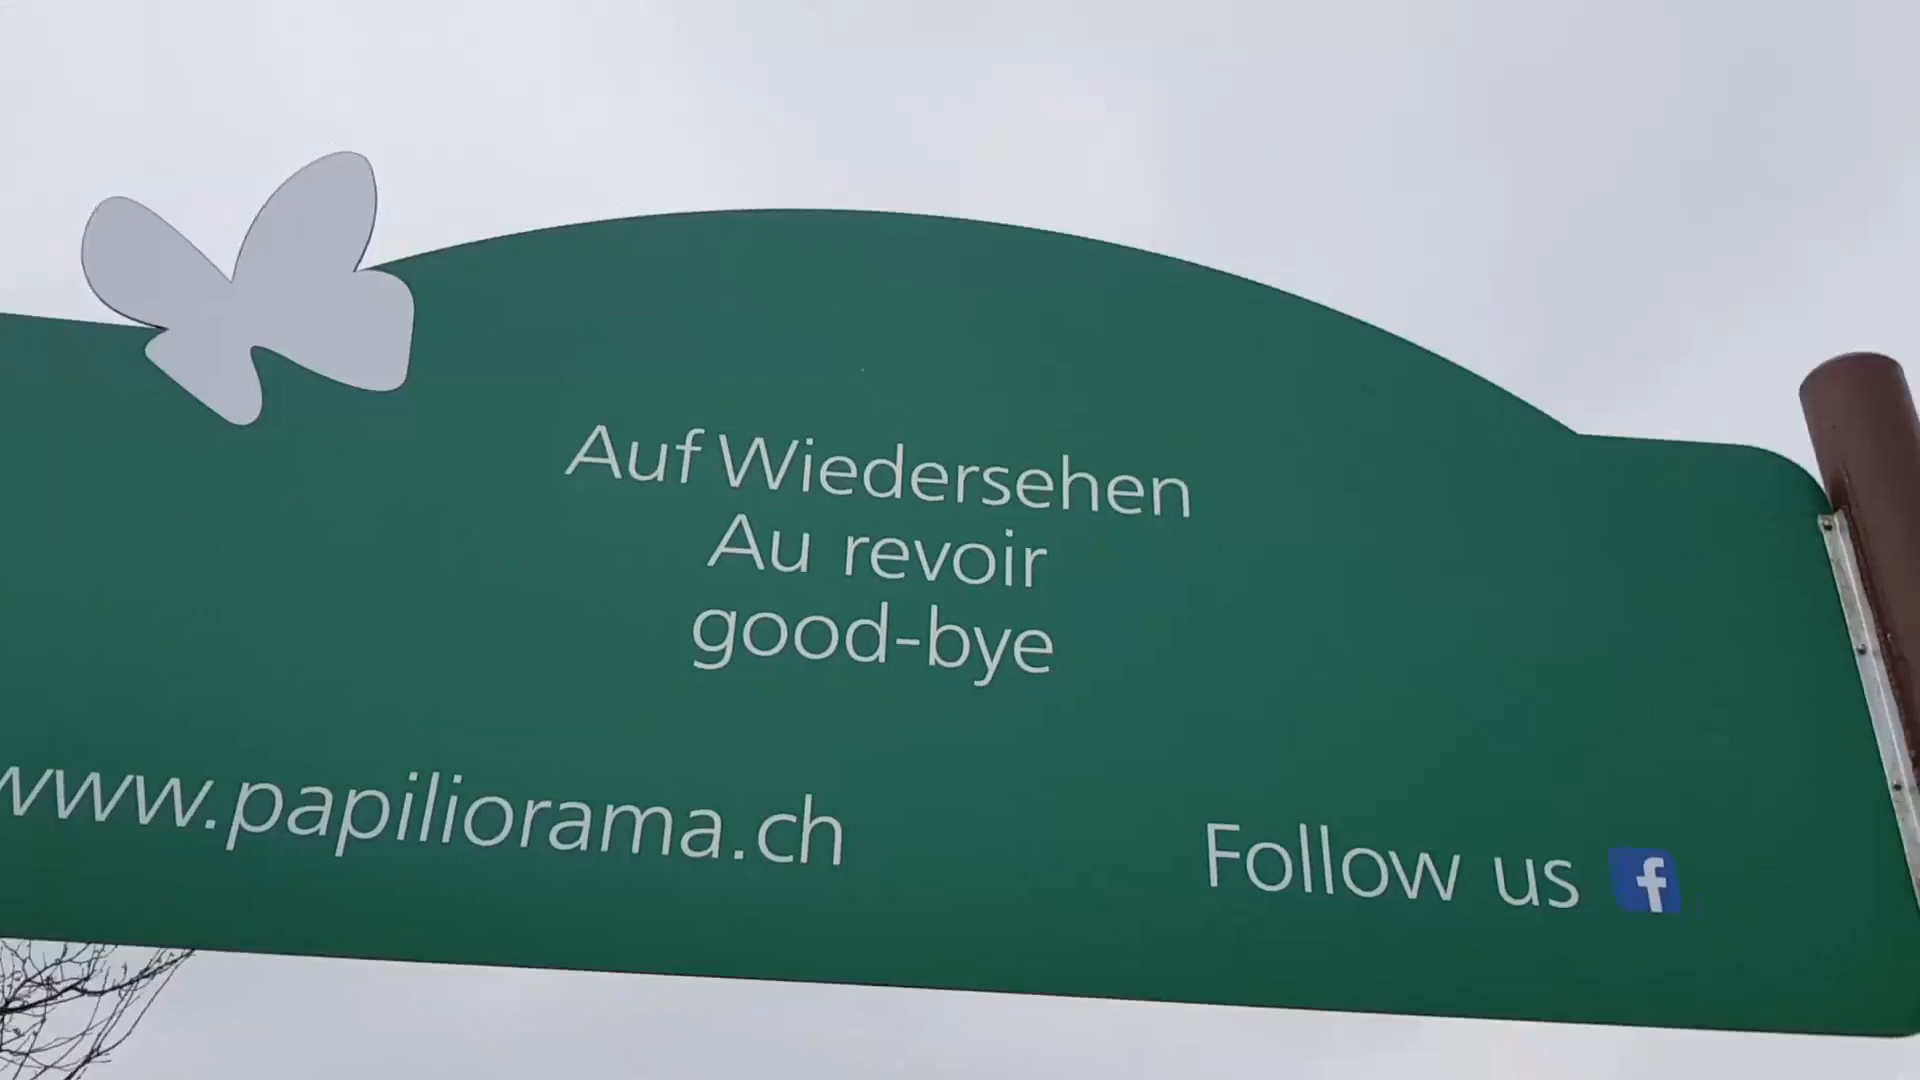 Auf Wiedersehen
Au revoir
good-bye
www.papiliorama.ch
Follow us f